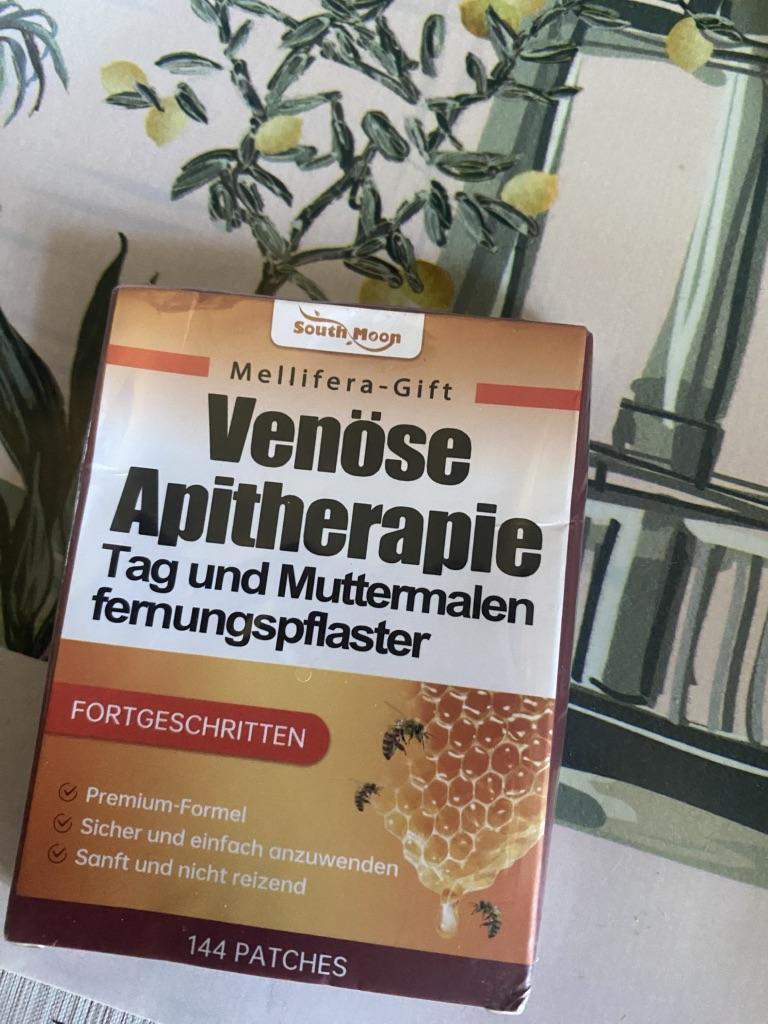 South Moon
Mellifera-Gift
Venöse
Apitherapie
Tag und Muttermalen
fernungspflaster
FORTGESCHRITTEN
Premium-Formel
Sicher und einfach anzuwenden
Sanft und nicht reizend
144 PATCHES